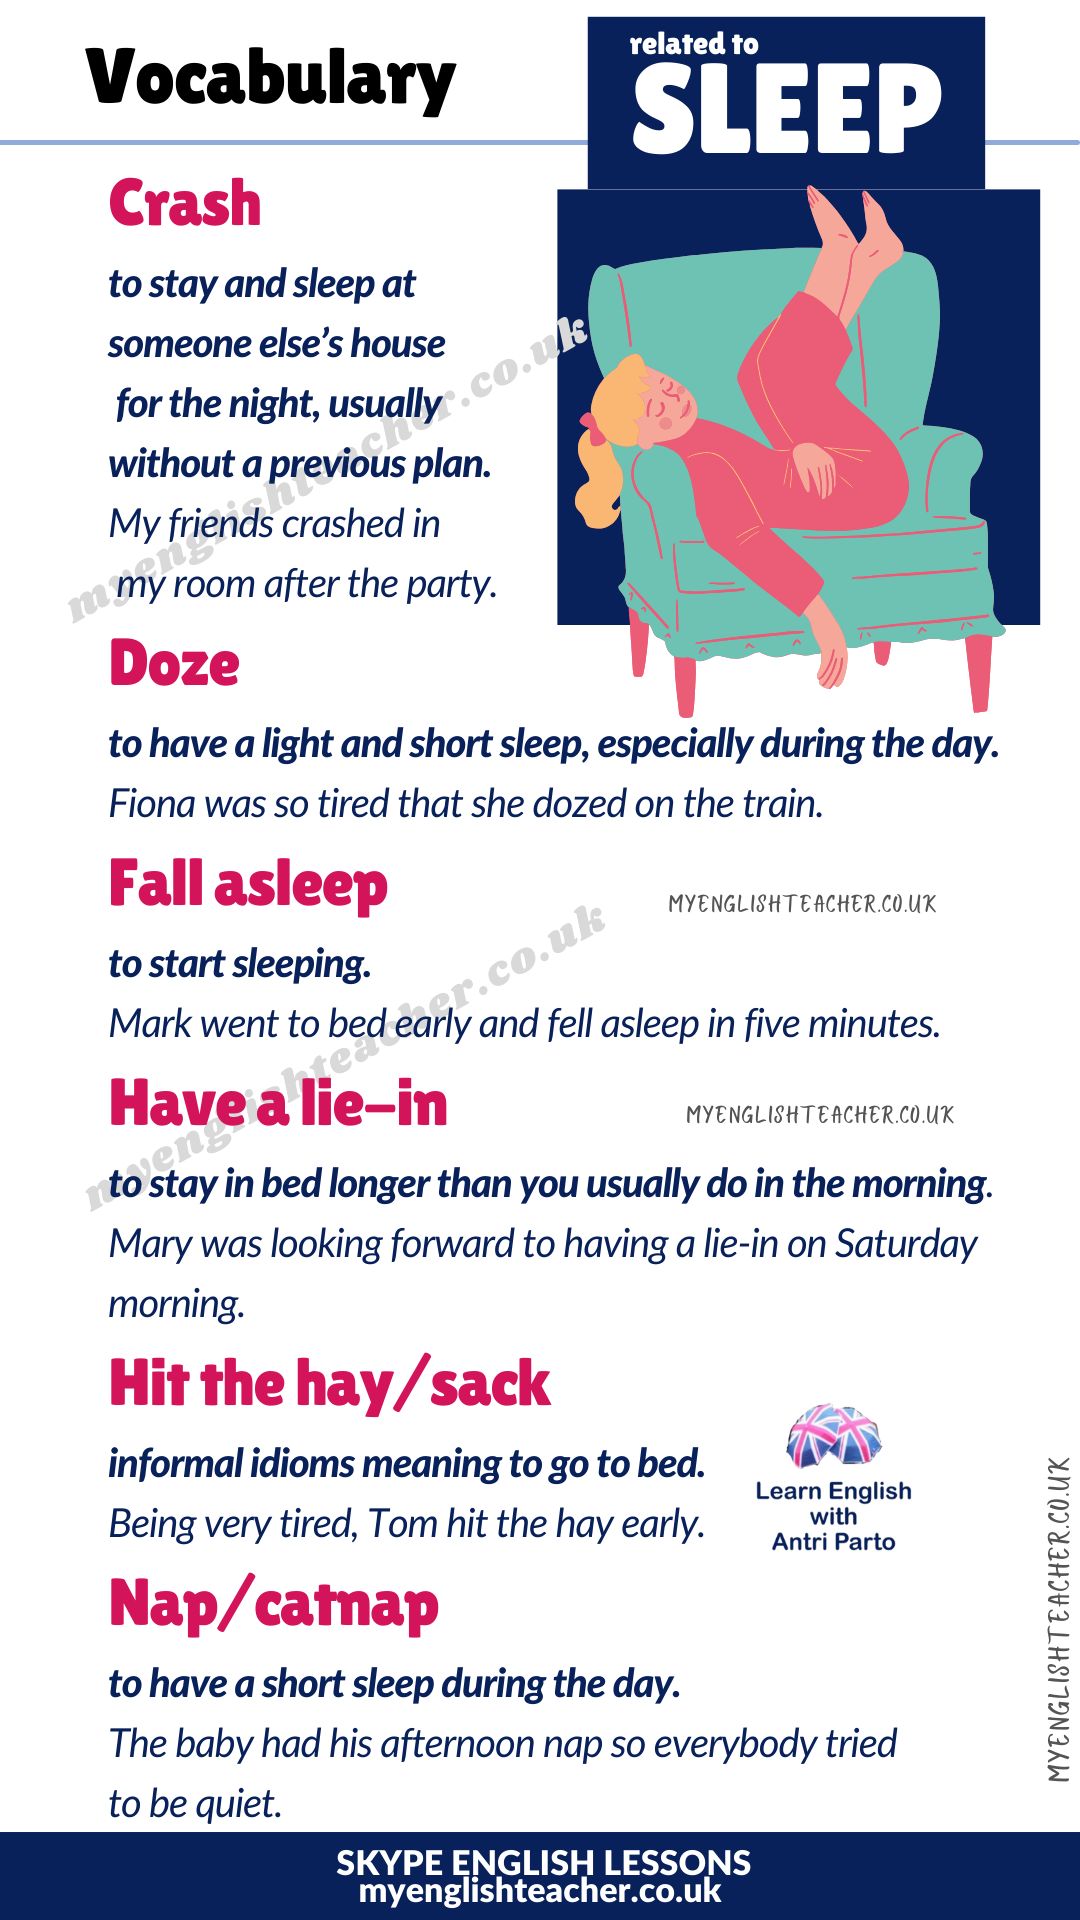 Vocabulary
related to
SLEEP
Crash
to stay and sleep at
someone else's house
for the night, usually
without a previous plan.
My friends crashed in
my room after the party.
myenglishteacher.co.uk
Doze
to have a light and short sleep, especially during the day.
Fiona was so tired that she dozed on the train.
Fall asleep
MYENGLISHTEACHER.CO.UK
to start sleeping.
Mark went to bed early and fell asleep in five minutes.
myenglishteacher.co.uk
Have a lie-in
MYENGLISHTEACHER.CO.UK
to stay in bed longer than you usually do in the morning.
Mary was looking forward to having a lie-in on Saturday
morning.
Hit the hay/sack
informal idioms meaning to go to bed.
Being very tired, Tom hit the hay early.
Learn English
with
Antri Parto
MYENGLISHTEACHER.CO.UK
Nap/catnap
to have a short sleep during the day.
The baby had his afternoon nap so everybody tried
to be quiet.
SKYPE ENGLISH LESSONS
myenglishteacher.co.uk